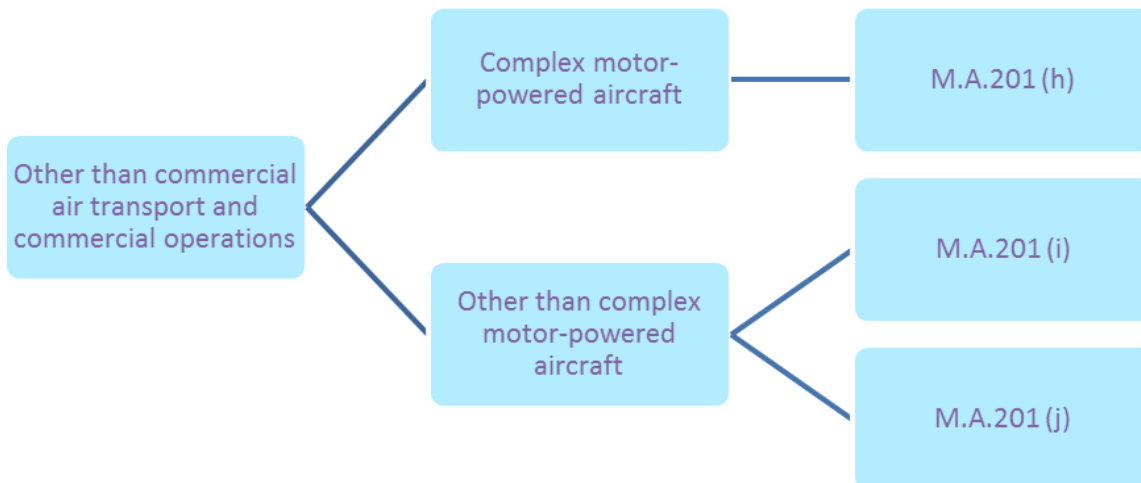 Other than commercial
air transport and
commercial operations
Complex motor-
powered aircraft
Other than complex
motor-powered
aircraft
M.A.201 (h)
M.A.201 (i)
M.A.201 (j)